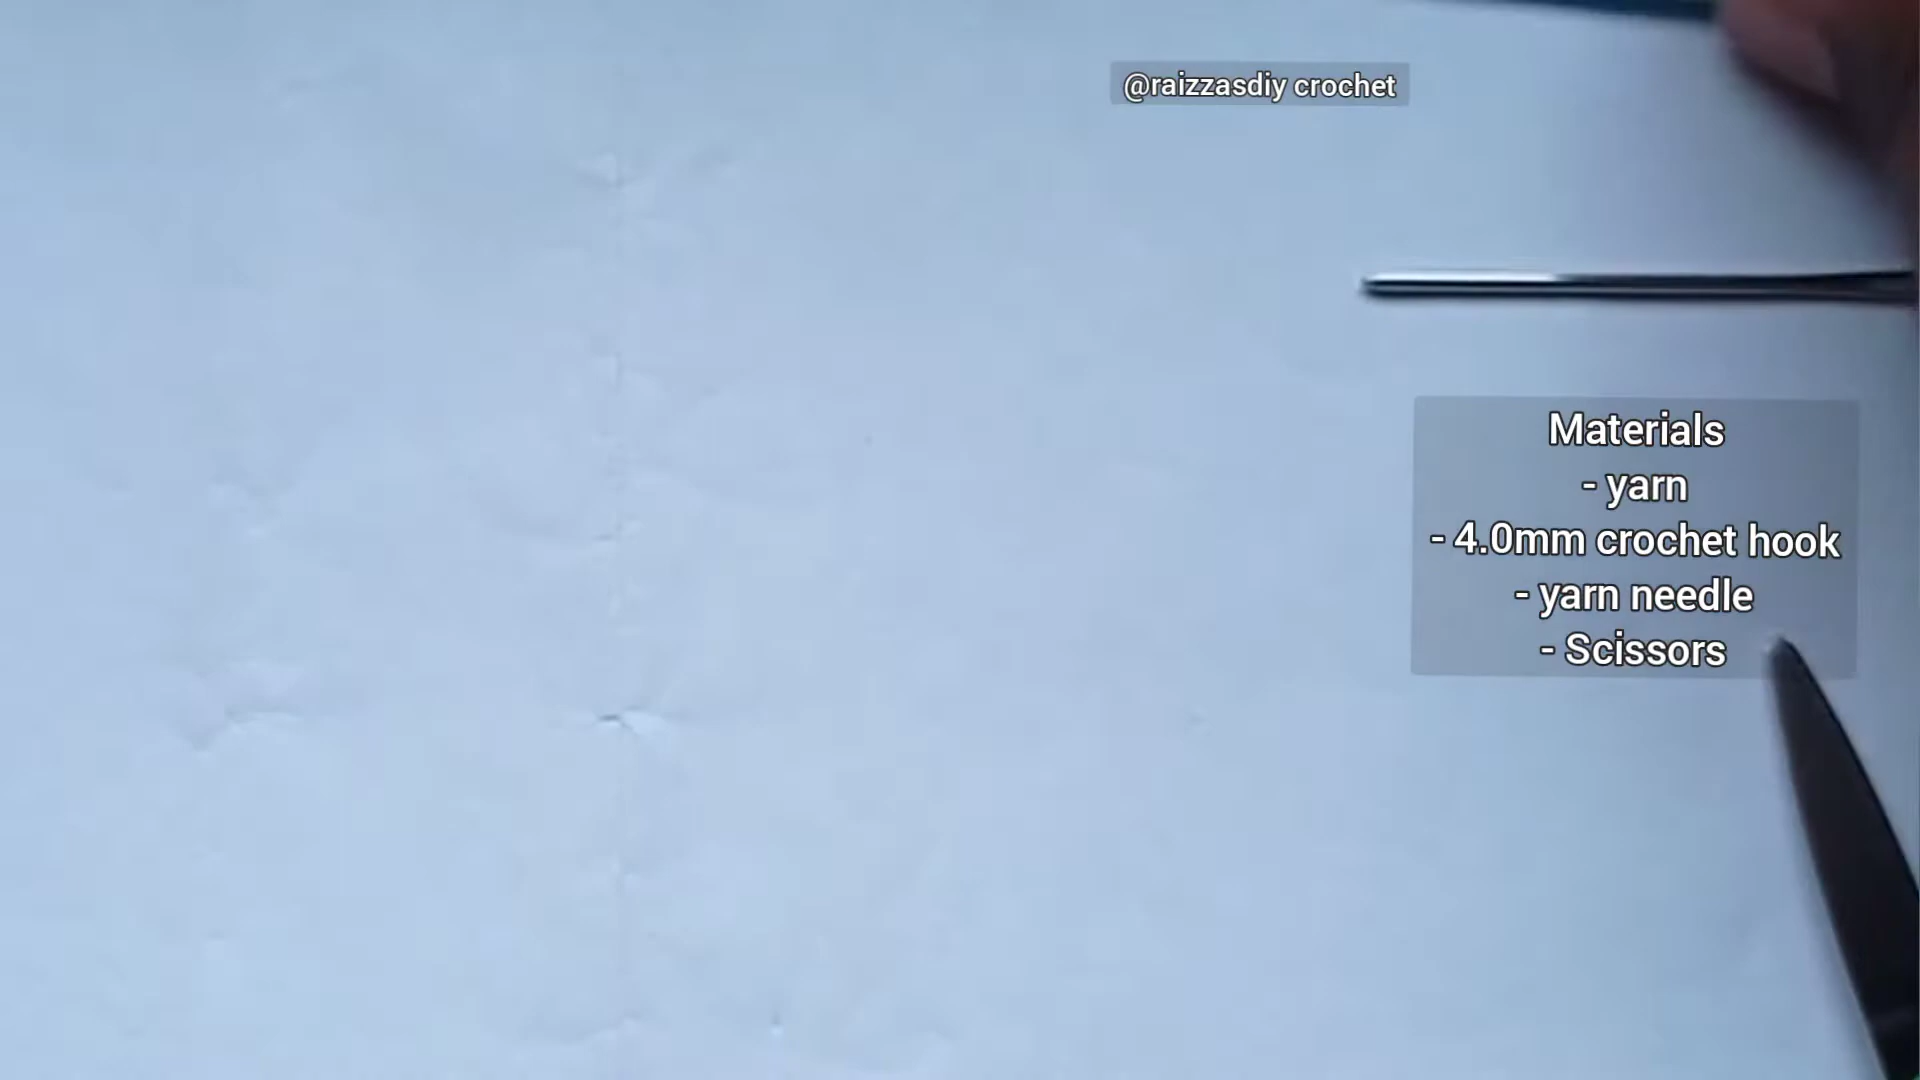 @raizzasdiy crochet
Materials
- yarn
- 4.0mm crochet hook
- yarn needle
- Scissors